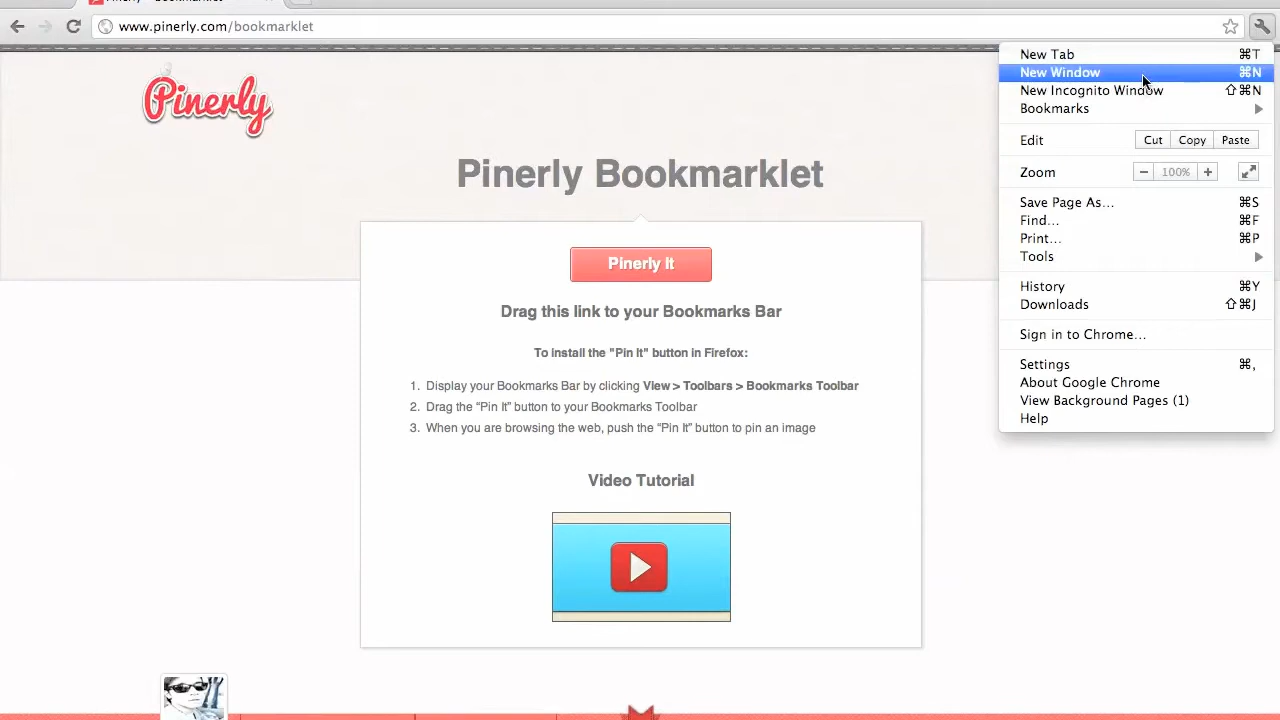 www.pinerly.com/bookmarklet
New Tab ⌘T
New Window ⌘N
New Incognito Window ⇧⌘N
Bookmarks
Edit Cut Copy Paste
Zoom − 100% +
Save Page As... ⌘S
Find... ⌘F
Print... ⌘P
Tools
History ⌘Y
Downloads ⇧⌘J
Sign in to Chrome...
Settings ⌘,
About Google Chrome
View Background Pages (1)
Help
Pinerly
Pinerly Bookmarklet
Pinerly It
Drag this link to your Bookmarks Bar
To install the "Pin It" button in Firefox:
1. Display your Bookmarks Bar by clicking View > Toolbars > Bookmarks Toolbar
2. Drag the “Pin It” button to your Bookmarks Toolbar
3. When you are browsing the web, push the “Pin It” button to pin an image
Video Tutorial